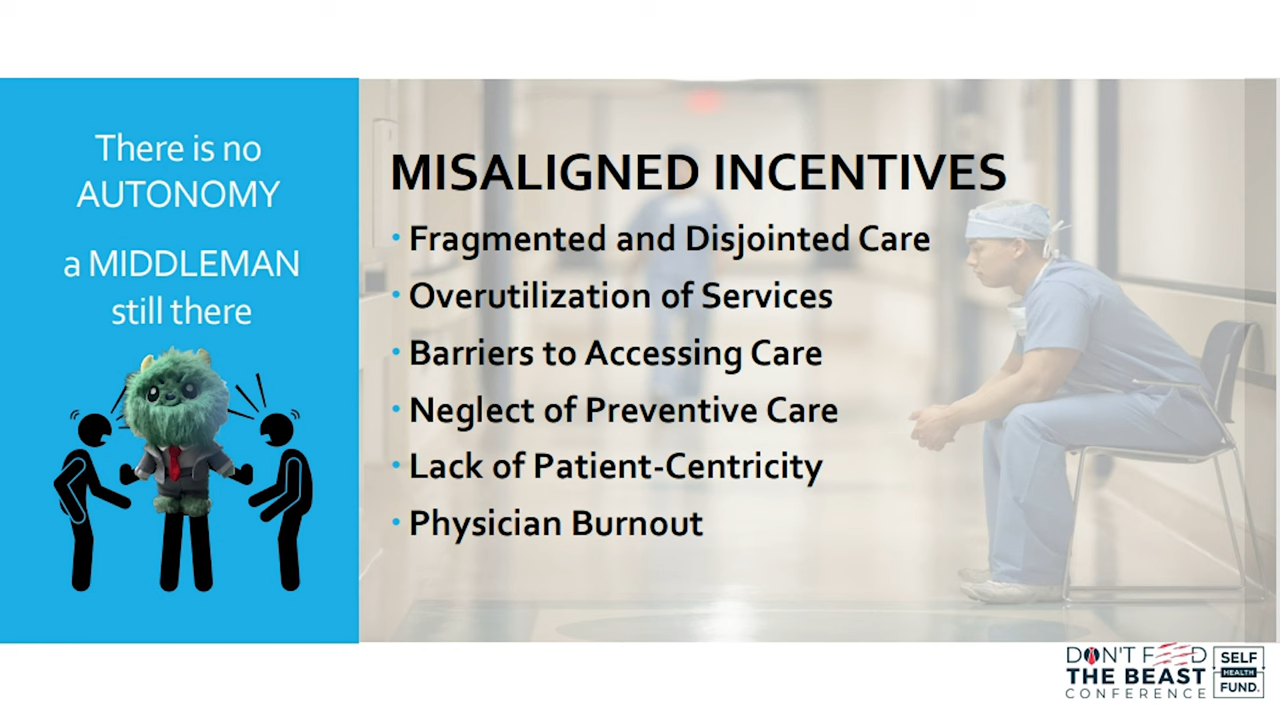 There is no
AUTONOMY
a MIDDLEMAN
still there
MISALIGNED INCENTIVES
• Fragmented and Disjointed Care
• Overutilization of Services
• Barriers to Accessing Care
• Neglect of Preventive Care
• Lack of Patient-Centricity
• Physician Burnout
DON'T FEED
THE BEAST
CONFERENCE
SELF
HEALTH
FUND.